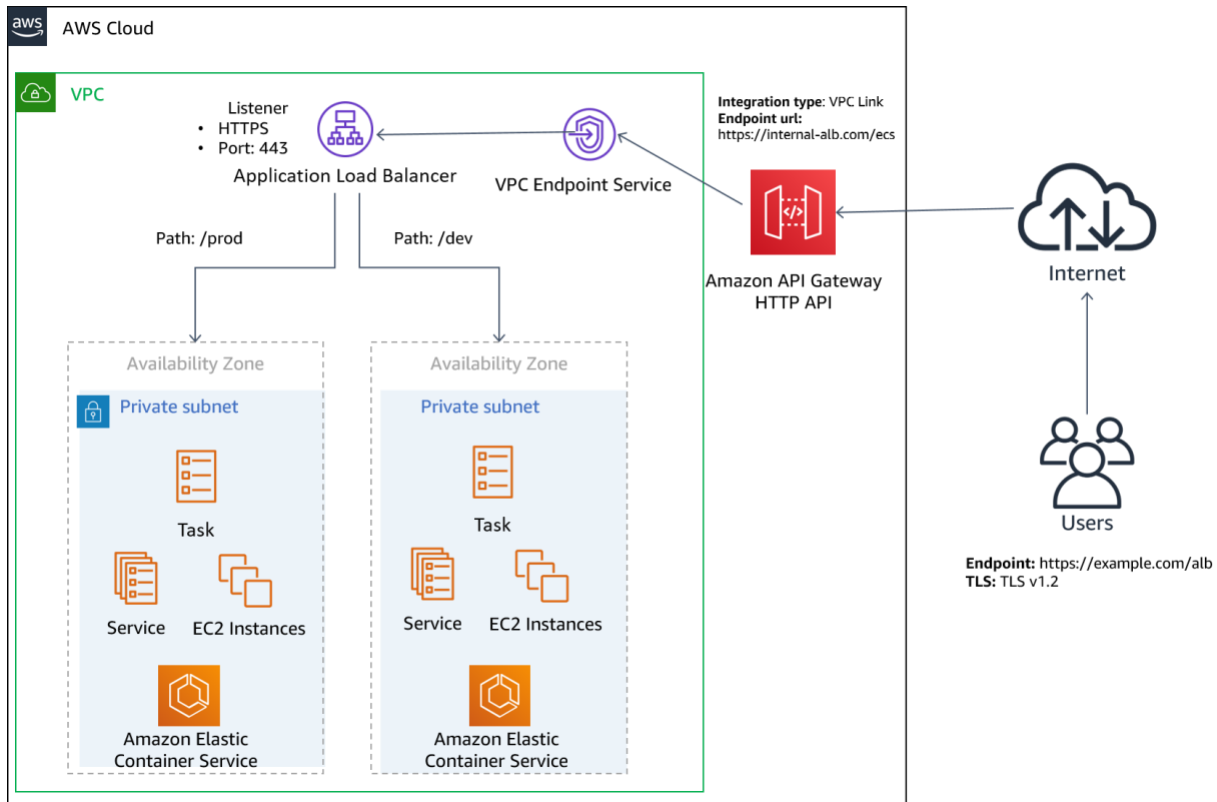 aws
AWS Cloud
VPC
Listener
• HTTPS
• Port: 443
Application Load Balancer
VPC Endpoint Service
Integration type: VPC Link
Endpoint url:
https://internal-alb.com/ecs
</>
Amazon API Gateway
HTTP API
Internet
Users
Endpoint: https://example.com/alb
TLS: TLS v1.2
Path: /prod
Path: /dev
Availability Zone
Private subnet
Task
Service
EC2 Instances
Amazon Elastic
Container Service
Availability Zone
Private subnet
Task
Service
EC2 Instances
Amazon Elastic
Container Service